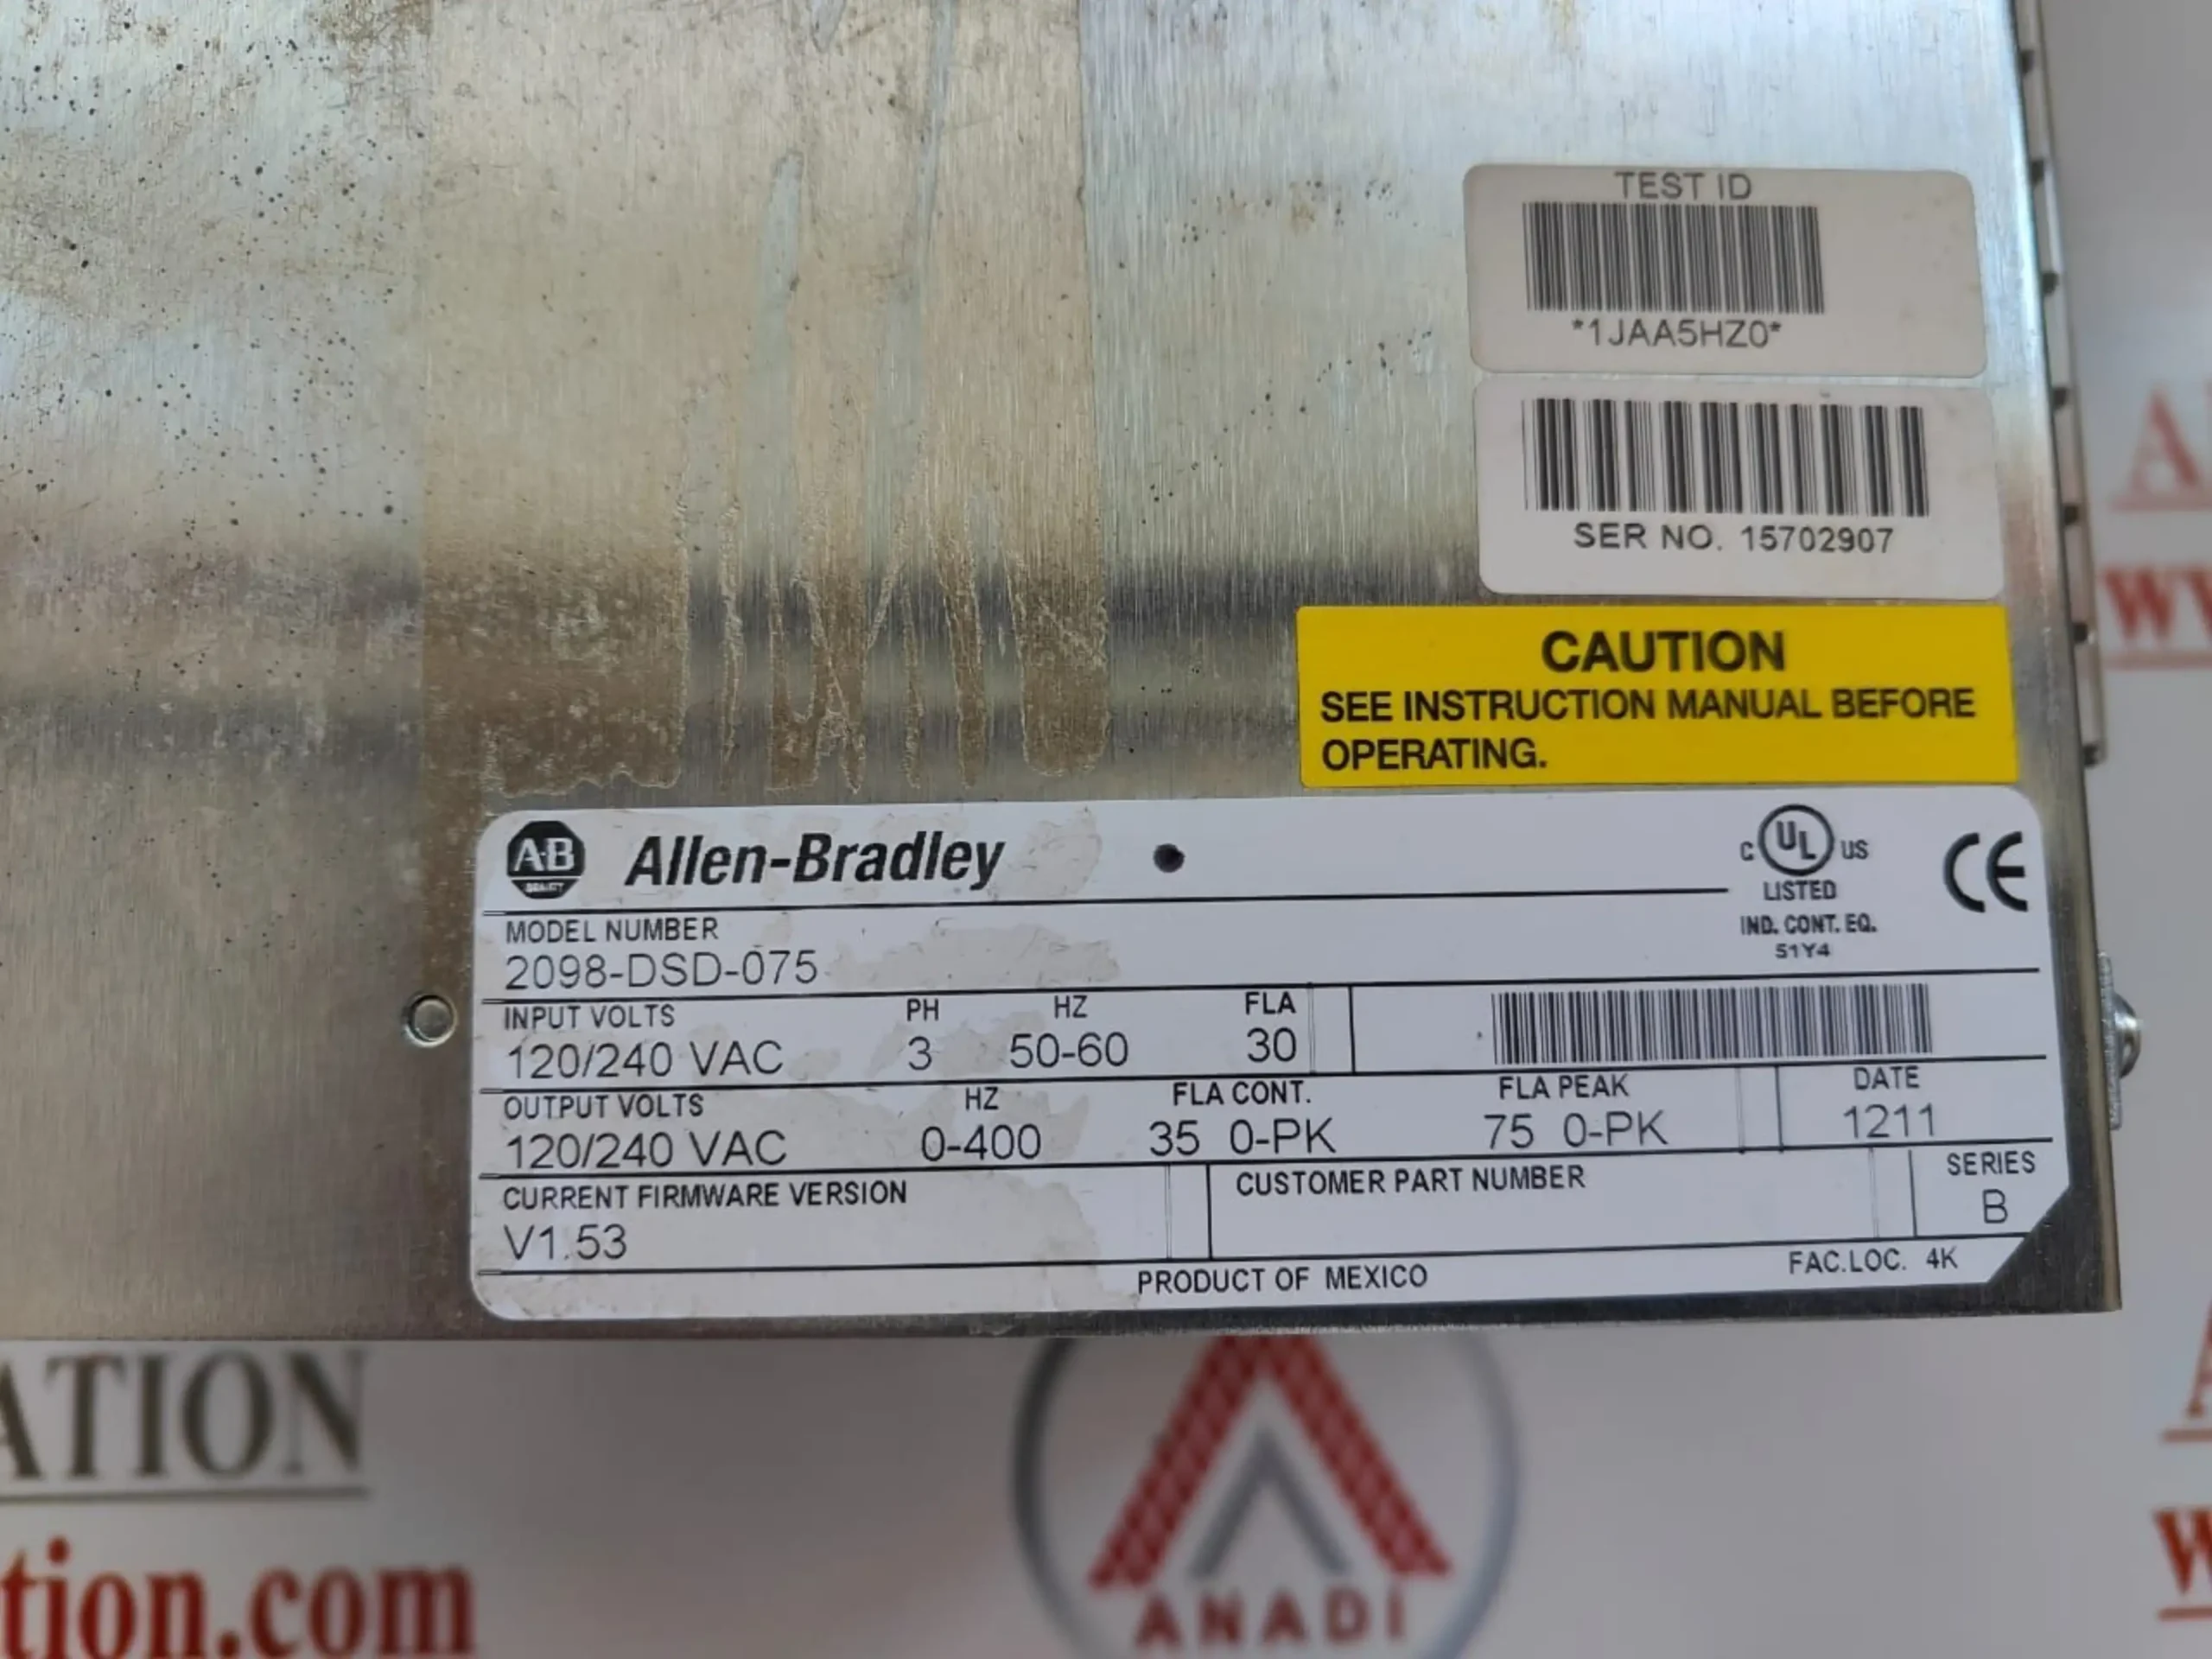 TEST ID
*1JAA5HZ0*
SER NO. 15702907
CAUTION
SEE INSTRUCTION MANUAL BEFORE
OPERATING.
A-B Allen-Bradley
C UL US
LISTED
IND. CONT. EQ.
51Y4
CE
MODEL NUMBER
2098-DSD-075
INPUT VOLTS PH HZ FLA
120/240 VAC 3 50-60 30
OUTPUT VOLTS HZ FLA CONT. FLA PEAK DATE
120/240 VAC 0-400 35 0-PK 75 0-PK 1211
CURRENT FIRMWARE VERSION CUSTOMER PART NUMBER SERIES
V1.53 B
PRODUCT OF MEXICO FAC.LOC. 4K
ATION
tion.com
ANADI